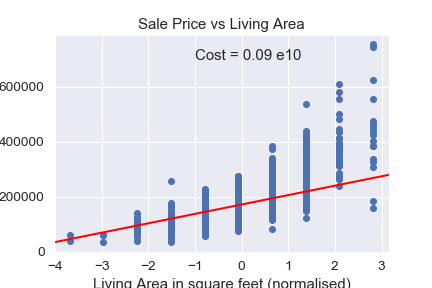 Sale Price vs Living Area
Cost = 0.09 e10
600000
400000
200000
0
−4 −3 −2 −1 0 1 2 3
Living Area in square feet (normalised)